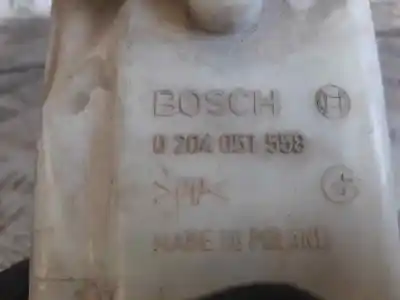 BOSCH
0 204 051 558
>PA<
MADE IN POLAND